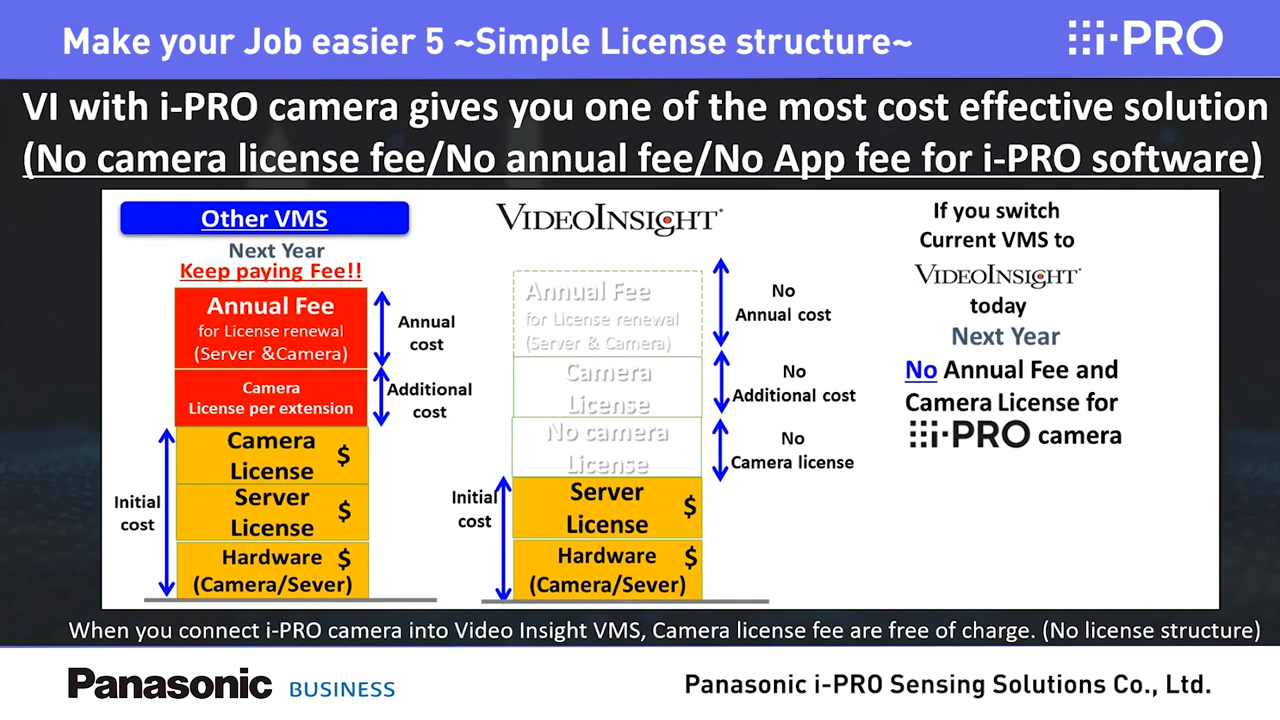 Make your Job easier 5 ~Simple License structure~
i-PRO
VI with i-PRO camera gives you one of the most cost effective solution
(No camera license fee/No annual fee/No App fee for i-PRO software)
Other VMS
Next Year
Keep paying Fee!!
Annual Fee
for License renewal
(Server &Camera)
Annual
cost
Camera
License per extension
Additional
cost
Camera
License $
Server
License $
Hardware $
(Camera/Sever)
Initial
cost
VIDEOINSIGHT
Annual Fee
for License renewal
(Server & Camera)
No
Annual cost
Camera
License
No
Additional cost
No camera
License
No
Camera license
Server
License $
Hardware $
(Camera/Sever)
Initial
cost
If you switch
Current VMS to
VIDEOINSIGHT
today
Next Year
No Annual Fee and
Camera License for
i-PRO camera
When you connect i-PRO camera into Video Insight VMS, Camera license fee are free of charge. (No license structure)
Panasonic BUSINESS
Panasonic i-PRO Sensing Solutions Co., Ltd.